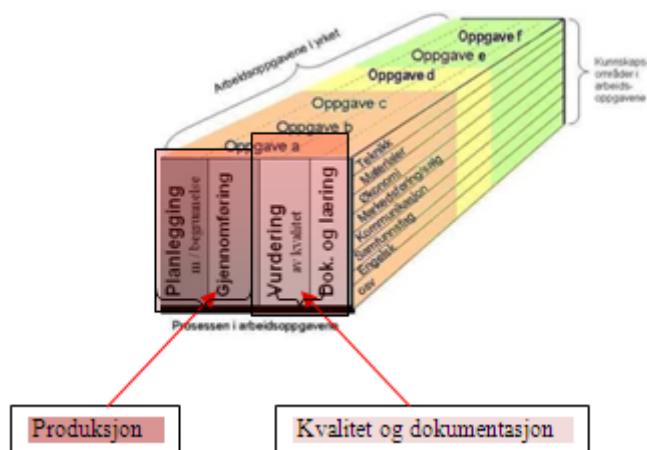 Arbeidsoppgavene i yrket
Oppgave f
Oppgave e
Oppgave d
Oppgave c
Oppgave b
Oppgave a
Kunnskaps
områder i
arbeids-
oppgavene
Teknikk
Materialer
Økonomi
Markedsføring/salg
Kommunikasjon
Samfunnsfag
Engelsk
osv
Planlegging
m / begrunnelse
Gjennomføring
Vurdering
av kvalitet
Dok. og læring
Prosessen i arbeidsoppgavene
Produksjon
Kvalitet og dokumentasjon